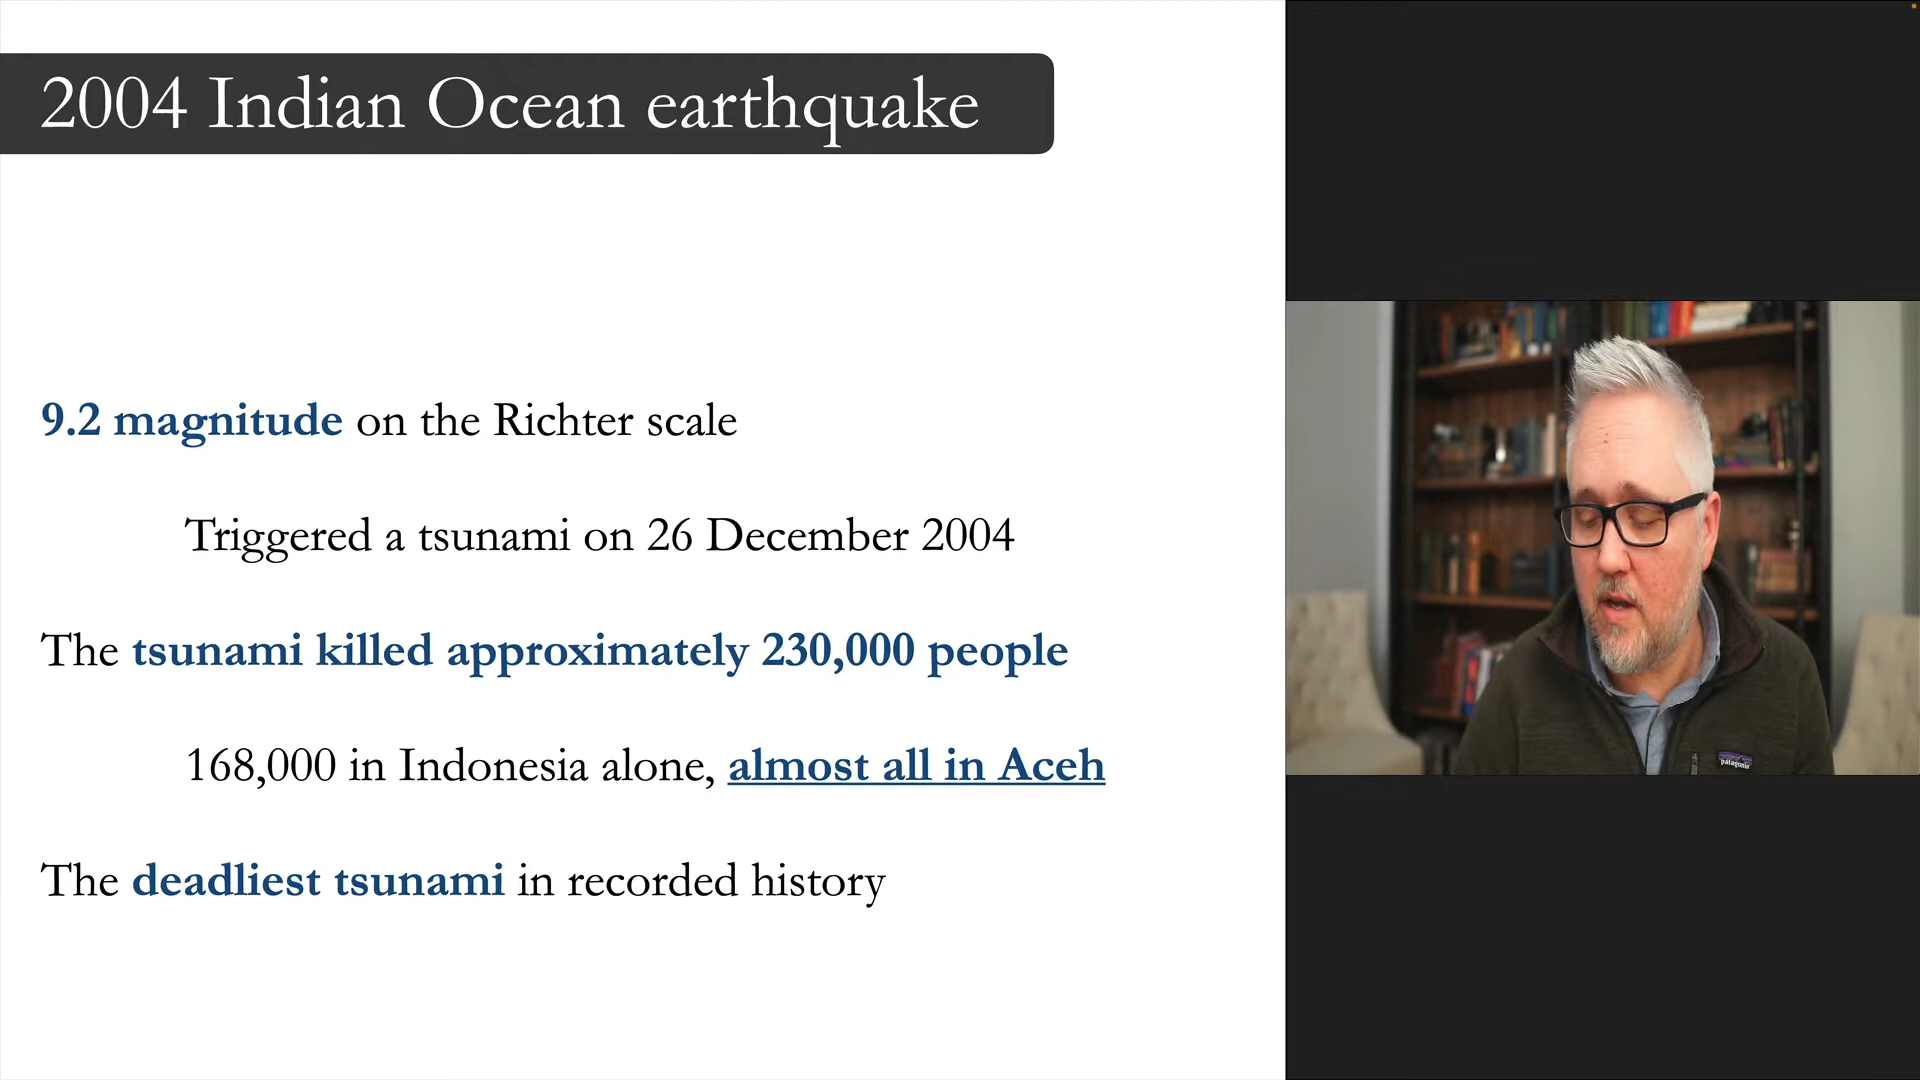 2004 Indian Ocean earthquake
9.2 magnitude on the Richter scale
Triggered a tsunami on 26 December 2004
The tsunami killed approximately 230,000 people
168,000 in Indonesia alone, almost all in Aceh
The deadliest tsunami in recorded history
patagonia